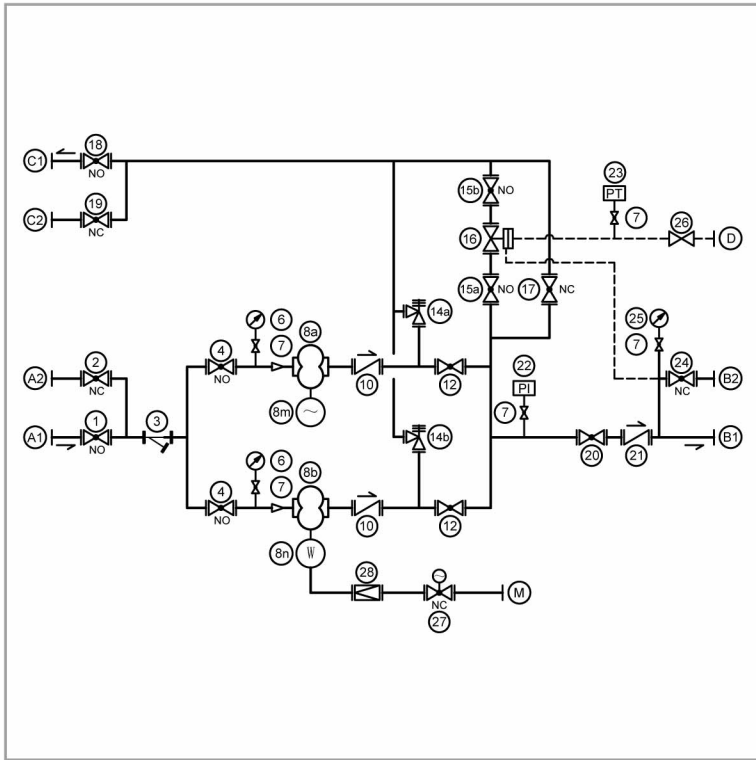 18
C1
NO
19
C2
NC
15b
NO
23
PT
7
26
D
16
15a
NO
17
NC
14a
6
7
8a
4
NO
10
12
8m
~
22
PI
7
25
7
24
NC
B2
2
A2
NC
1
A1
NO
3
14b
20
21
B1
6
7
8b
4
NO
10
12
8n
W
28
~
NC
27
M